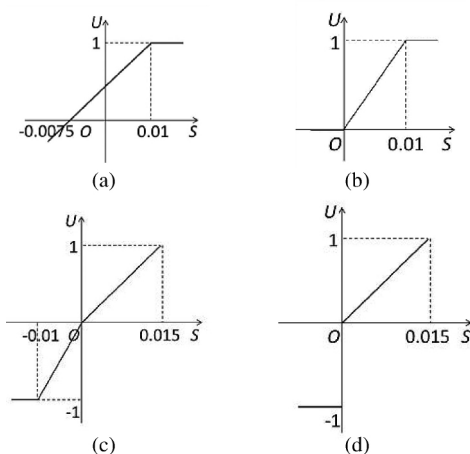 U
1
-0.0075 O 0.01 S
(a)
U
1
O 0.01 S
(b)
U
1
-0.01 O 0.015 S
-1
(c)
U
1
O 0.015 S
-1
(d)